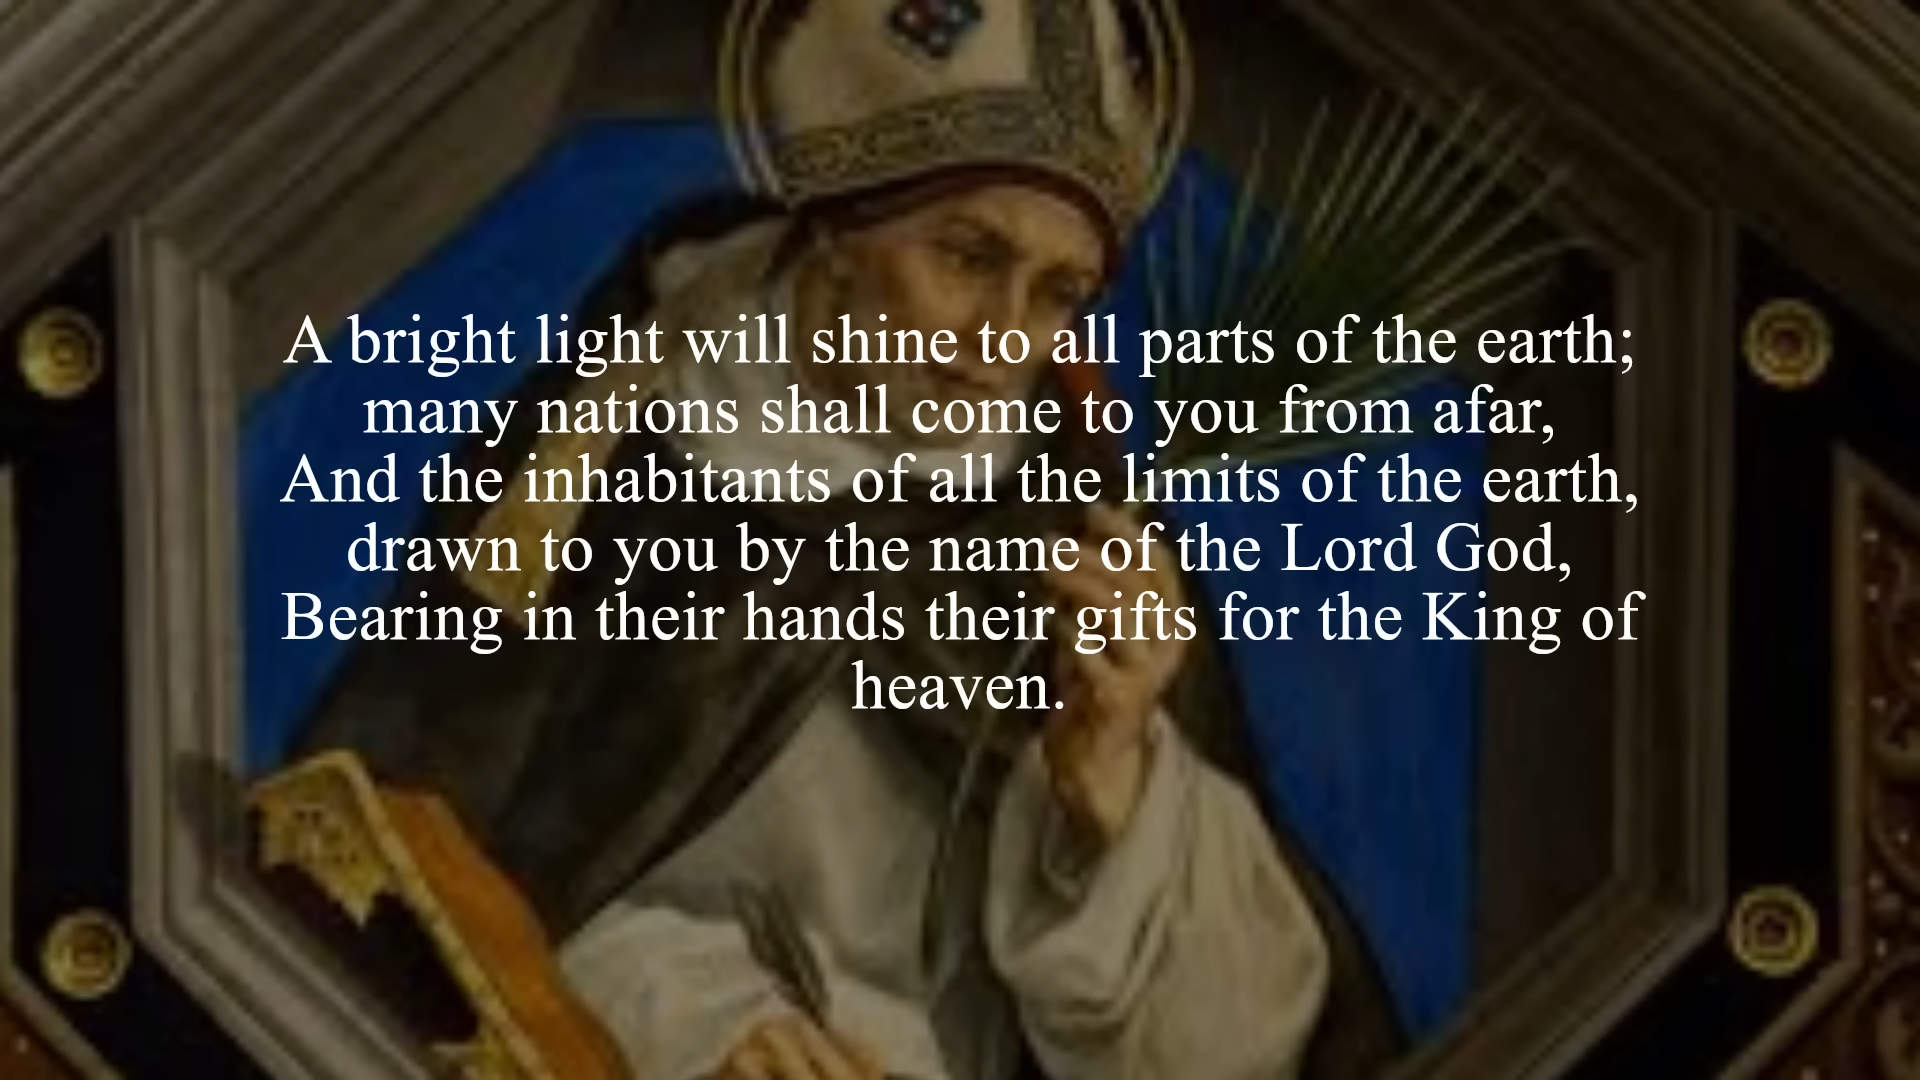 A bright light will shine to all parts of the earth;
many nations shall come to you from afar,
And the inhabitants of all the limits of the earth,
drawn to you by the name of the Lord God,
Bearing in their hands their gifts for the King of
heaven.